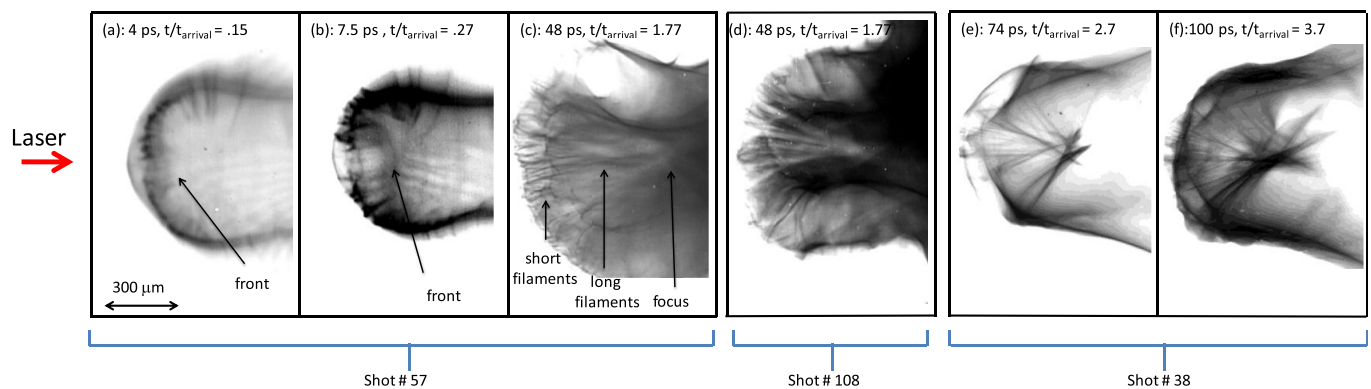 (a): 4 ps, t/tarrival = .15
(b): 7.5 ps , t/tarrival = .27
(c): 48 ps, t/tarrival = 1.77
(d): 48 ps, t/tarrival = 1.77
(e): 74 ps, t/tarrival = 2.7
(f):100 ps, t/tarrival = 3.7
Laser
300 μm
front
front
short
filaments
long
filaments
focus
Shot # 57
Shot # 108
Shot # 38